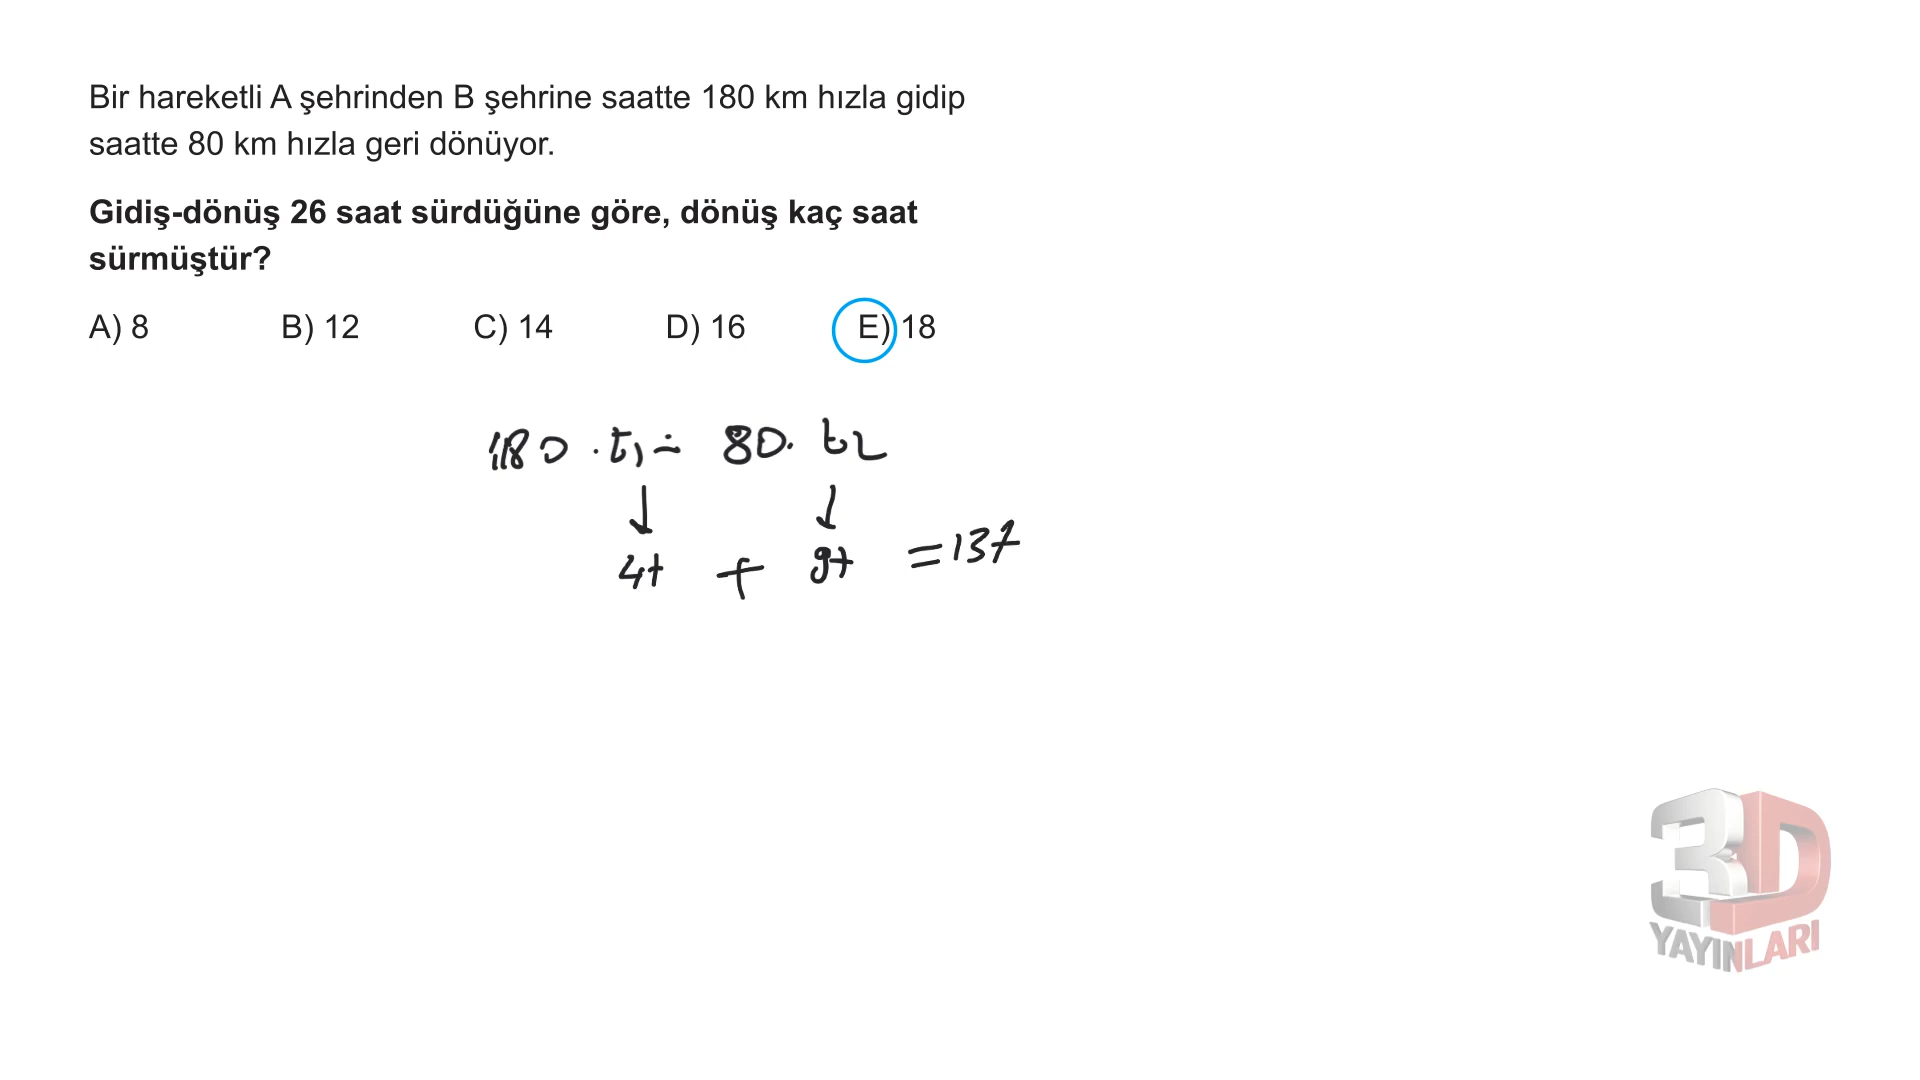 Bir hareketli A şehrinden B şehrine saatte 180 km hızla gidip
saatte 80 km hızla geri dönüyor.
Gidiş-dönüş 26 saat sürdüğüne göre, dönüş kaç saat
sürmüştür?
A) 8 B) 12 C) 14 D) 16 E) 18
180 . t1 = 80. t2
↓ ↓
4t + 9t = 13t
3D
YAYINLARI